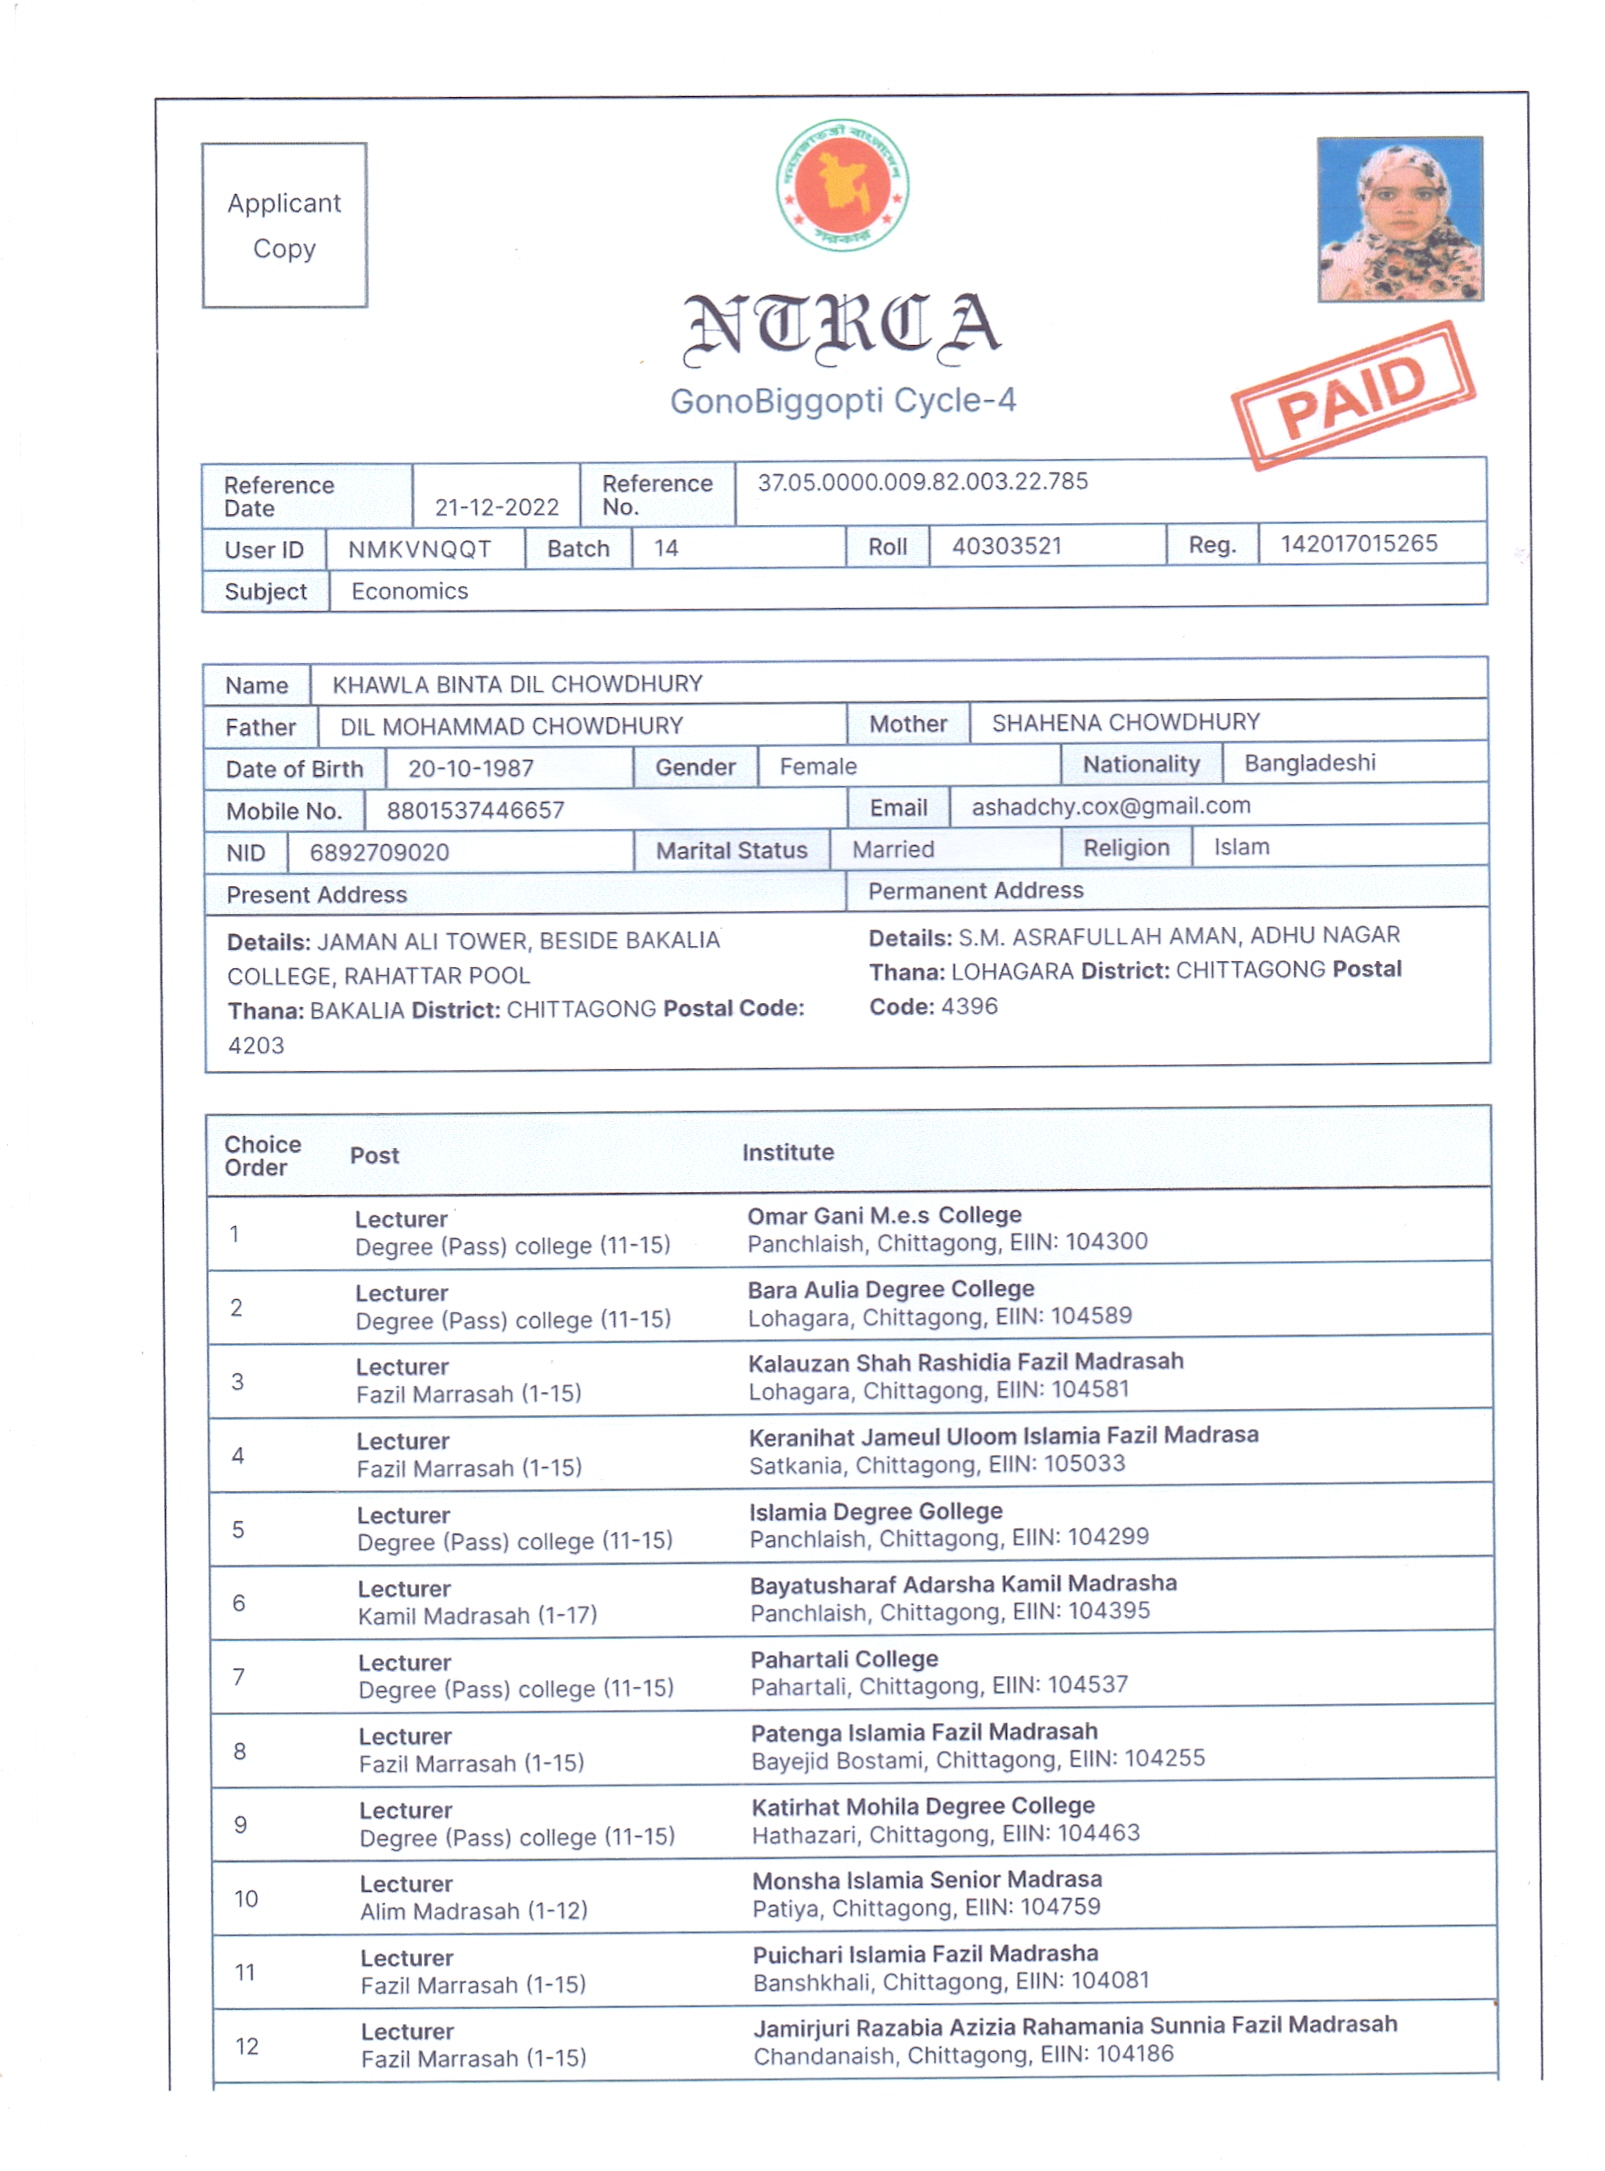 Applicant
Copy
গণপ্রজাতন্ত্রী বাংলাদেশ
সরকার
NTRCA
GonoBiggopti Cycle-4
PAID
Reference Date 21-12-2022 Reference No. 37.05.0000.009.82.003.22.785
User ID NMKVNQQT Batch 14 Roll 40303521 Reg. 142017015265
Subject Economics
Name KHAWLA BINTA DIL CHOWDHURY
Father DIL MOHAMMAD CHOWDHURY Mother SHAHENA CHOWDHURY
Date of Birth 20-10-1987 Gender Female Nationality Bangladeshi
Mobile No. 8801537446657 Email ashadchy.cox@gmail.com
NID 6892709020 Marital Status Married Religion Islam
Present Address Permanent Address
Details: JAMAN ALI TOWER, BESIDE BAKALIA
COLLEGE, RAHATTAR POOL
Thana: BAKALIA District: CHITTAGONG Postal Code:
4203
Details: S.M. ASRAFULLAH AMAN, ADHU NAGAR
Thana: LOHAGARA District: CHITTAGONG Postal
Code: 4396
Choice Order Post Institute
1 Lecturer Omar Gani M.e.s College
Degree (Pass) college (11-15) Panchlaish, Chittagong, EIIN: 104300
2 Lecturer Bara Aulia Degree College
Degree (Pass) college (11-15) Lohagara, Chittagong, EIIN: 104589
3 Lecturer Kalauzan Shah Rashidia Fazil Madrasah
Fazil Marrasah (1-15) Lohagara, Chittagong, EIIN: 104581
4 Lecturer Keranihat Jameul Uloom Islamia Fazil Madrasa
Fazil Marrasah (1-15) Satkania, Chittagong, EIIN: 105033
5 Lecturer Islamia Degree Gollege
Degree (Pass) college (11-15) Panchlaish, Chittagong, EIIN: 104299
6 Lecturer Bayatusharaf Adarsha Kamil Madrasha
Kamil Madrasah (1-17) Panchlaish, Chittagong, EIIN: 104395
7 Lecturer Pahartali College
Degree (Pass) college (11-15) Pahartali, Chittagong, EIIN: 104537
8 Lecturer Patenga Islamia Fazil Madrasah
Fazil Marrasah (1-15) Bayejid Bostami, Chittagong, EIIN: 104255
9 Lecturer Katirhat Mohila Degree College
Degree (Pass) college (11-15) Hathazari, Chittagong, EIIN: 104463
10 Lecturer Monsha Islamia Senior Madrasa
Alim Madrasah (1-12) Patiya, Chittagong, EIIN: 104759
11 Lecturer Puichari Islamia Fazil Madrasha
Fazil Marrasah (1-15) Banshkhali, Chittagong, EIIN: 104081
12 Lecturer Jamirjuri Razabia Azizia Rahamania Sunnia Fazil Madrasah
Fazil Marrasah (1-15) Chandanaish, Chittagong, EIIN: 104186